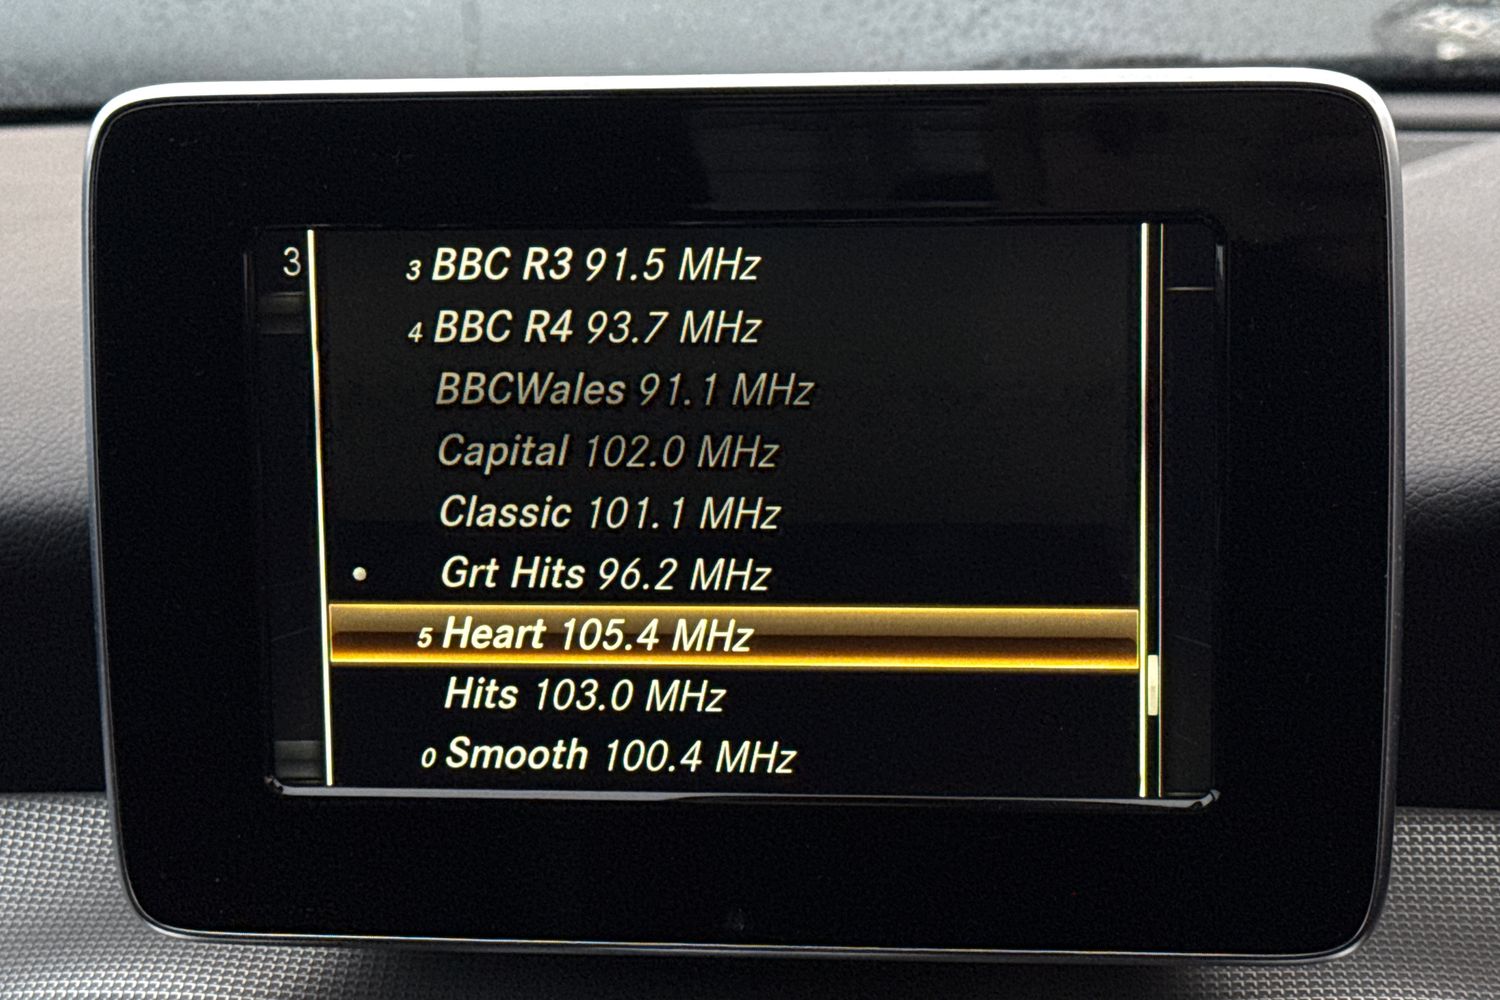 3
3 BBC R3 91.5 MHz
4 BBC R4 93.7 MHz
BBCWales 91.1 MHz
Capital 102.0 MHz
Classic 101.1 MHz
Grt Hits 96.2 MHz
5 Heart 105.4 MHz
Hits 103.0 MHz
0 Smooth 100.4 MHz